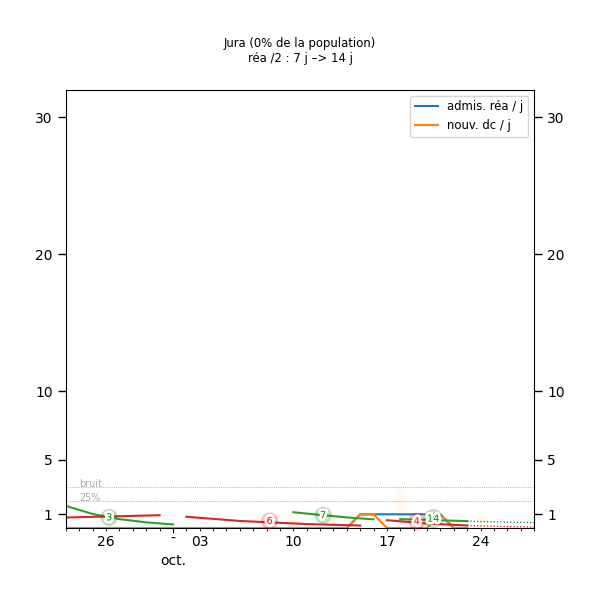 Jura (0% de la population)
réa /2 : 7 j –> 14 j
admis. réa / j
nouv. dc / j
30 30
20 20
10 10
5 5
bruit
25%
1 1
3 6 7 4 14
26 - 03 10 17 24
oct.